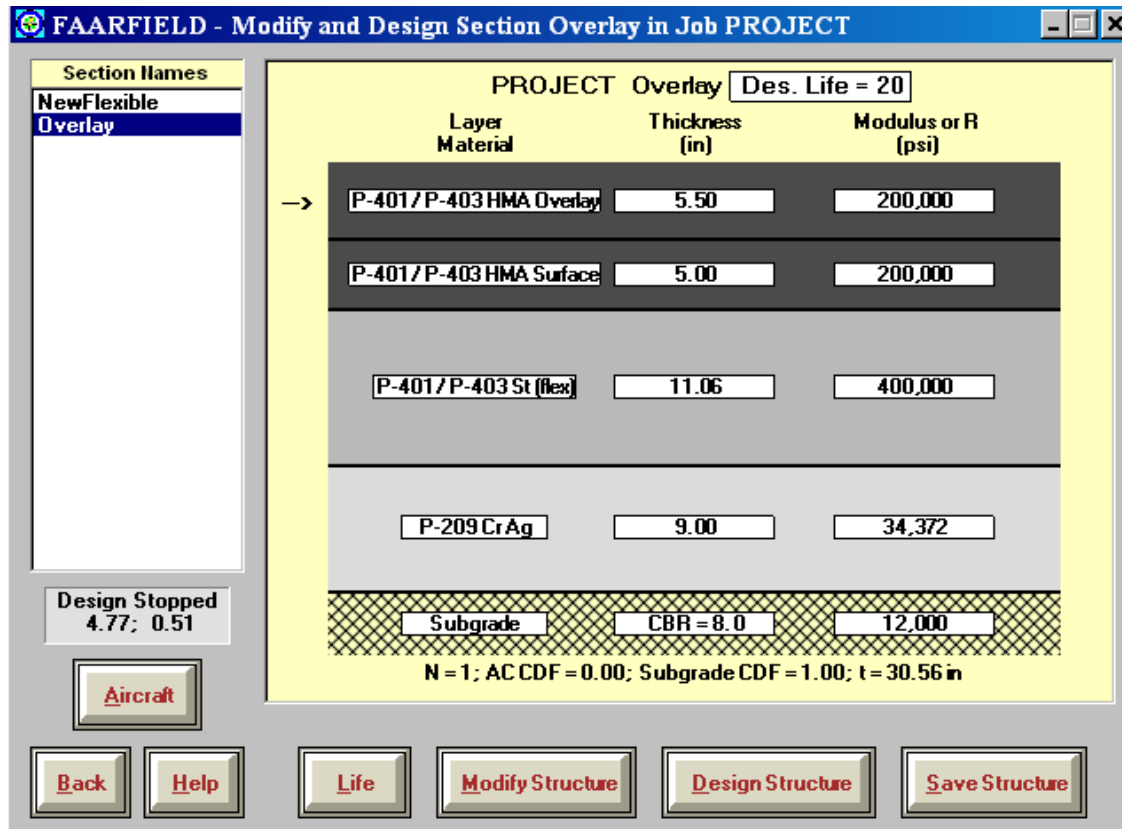 FAARFIELD - Modify and Design Section Overlay in Job PROJECT
Section Names
NewFlexible
Overlay
PROJECT Overlay Des. Life = 20
Layer Material Thickness (in) Modulus or R (psi)
--> P-401 / P-403 HMA Overlay 5.50 200,000
P-401 / P-403 HMA Surface 5.00 200,000
P-401 / P-403 St (flex) 11.06 400,000
P-209 Cr Ag 9.00 34,372
Subgrade CBR = 8.0 12,000
N = 1; AC CDF = 0.00; Subgrade CDF = 1.00; t = 30.56 in
Design Stopped
4.77; 0.51
Aircraft
Back Help Life Modify Structure Design Structure Save Structure